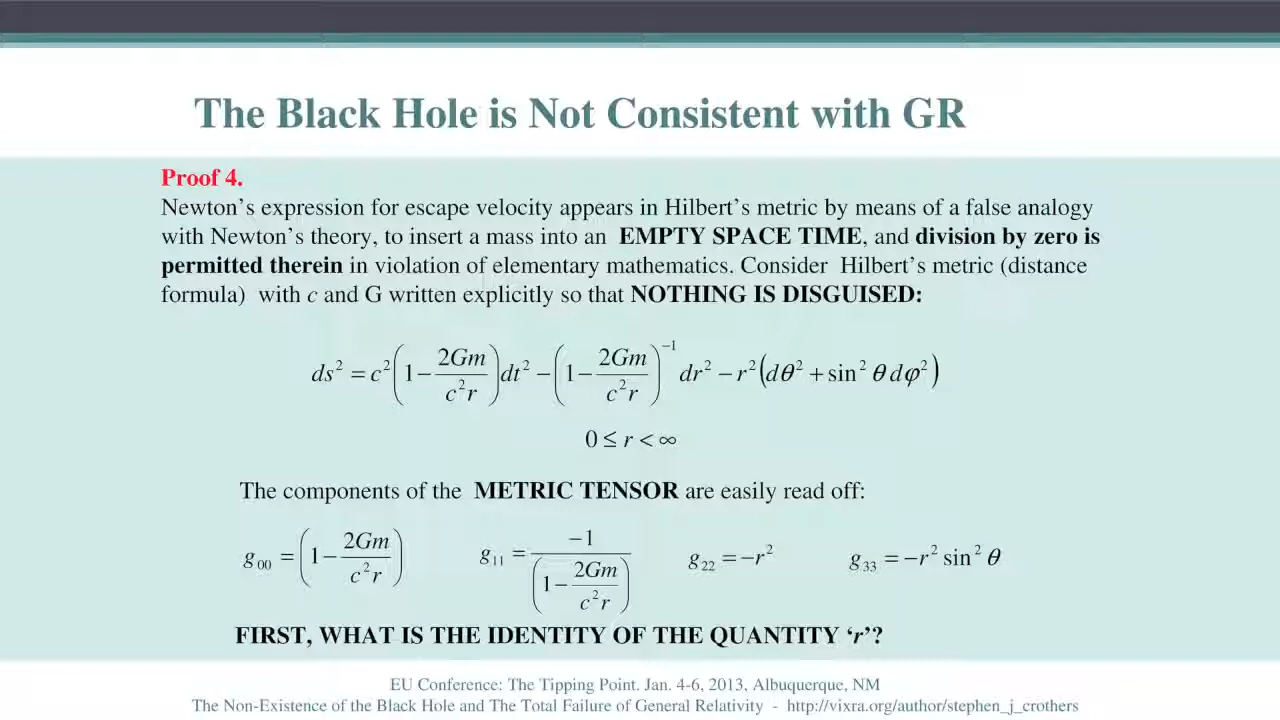 The Black Hole is Not Consistent with GR
Proof 4.
Newton's expression for escape velocity appears in Hilbert's metric by means of a false analogy
with Newton's theory, to insert a mass into an EMPTY SPACE TIME, and division by zero is
permitted therein in violation of elementary mathematics. Consider Hilbert's metric (distance
formula) with c and G written explicitly so that NOTHING IS DISGUISED:
ds² = c²(1 − 2Gm/c²r)dt² − (1 − 2Gm/c²r)⁻¹ dr² − r²(dθ² + sin²θ dφ²)
0 ≤ r < ∞
The components of the METRIC TENSOR are easily read off:
g₀₀ = (1 − 2Gm/c²r) g₁₁ = −1/(1 − 2Gm/c²r) g₂₂ = −r² g₃₃ = −r² sin²θ
FIRST, WHAT IS THE IDENTITY OF THE QUANTITY ‘r’?
EU Conference: The Tipping Point. Jan. 4-6, 2013, Albuquerque, NM
The Non-Existence of the Black Hole and The Total Failure of General Relativity - http://vixra.org/author/stephen_j_crothers